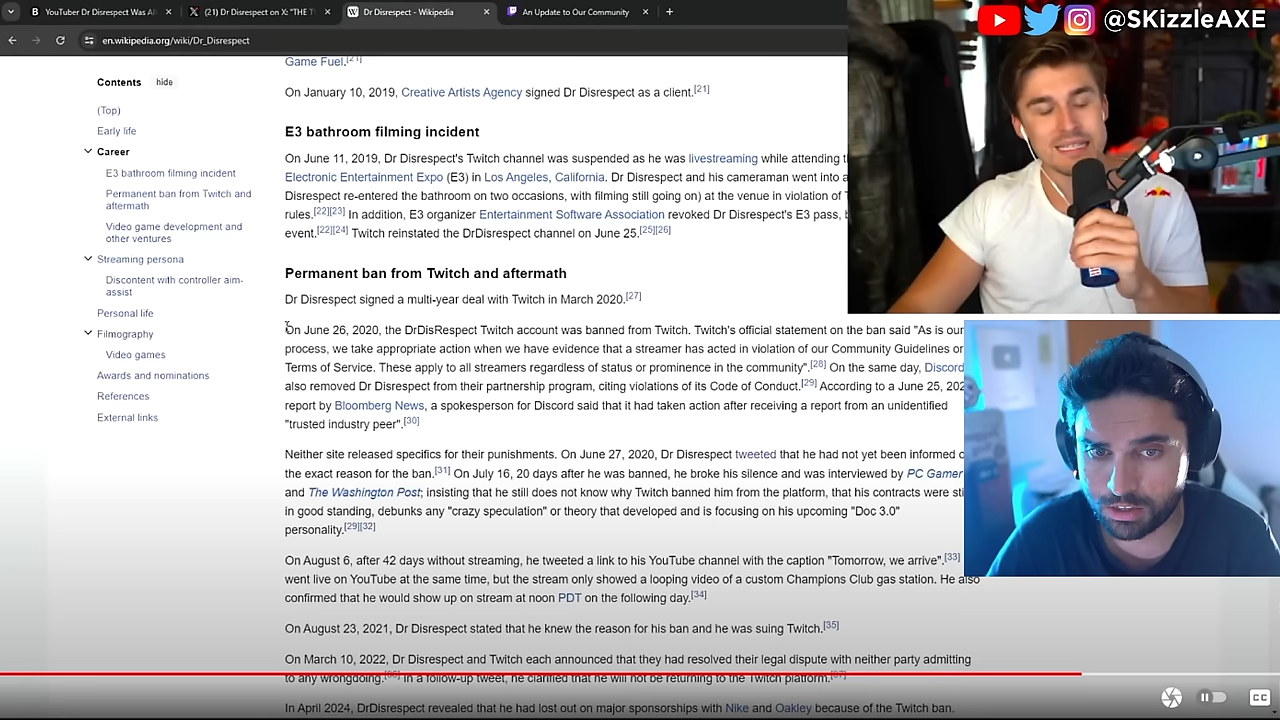 YouTuber Dr Disrespect Was Al
(21) Dr Disrespect on X: "THE T
Dr Disrespect - Wikipedia
An Update to Our Community
en.wikipedia.org/wiki/Dr_Disrespect
@SKizzleAXE
Contents hide
(Top)
Early life
Career
E3 bathroom filming incident
Permanent ban from Twitch and
aftermath
Video game development and
other ventures
Streaming persona
Discontent with controller aim-
assist
Personal life
Filmography
Video games
Awards and nominations
References
External links
Game Fuel.[21]
On January 10, 2019, Creative Artists Agency signed Dr Disrespect as a client.[21]
E3 bathroom filming incident
On June 11, 2019, Dr Disrespect's Twitch channel was suspended as he was livestreaming while attending t
Electronic Entertainment Expo (E3) in Los Angeles, California. Dr Disrespect and his cameraman went into a
Disrespect re-entered the bathroom on two occasions, with filming still going on) at the venue in violation of T
rules.[22][23] In addition, E3 organizer Entertainment Software Association revoked Dr Disrespect's E3 pass, b
event.[22][24] Twitch reinstated the DrDisrespect channel on June 25.[25][26]
Permanent ban from Twitch and aftermath
Dr Disrespect signed a multi-year deal with Twitch in March 2020.[27]
On June 26, 2020, the DrDisRespect Twitch account was banned from Twitch. Twitch's official statement on the ban said "As is our
process, we take appropriate action when we have evidence that a streamer has acted in violation of our Community Guidelines or
Terms of Service. These apply to all streamers regardless of status or prominence in the community".[28] On the same day, Discord
also removed Dr Disrespect from their partnership program, citing violations of its Code of Conduct.[29] According to a June 25, 202
report by Bloomberg News, a spokesperson for Discord said that it had taken action after receiving a report from an unidentified
"trusted industry peer".[30]
Neither site released specifics for their punishments. On June 27, 2020, Dr Disrespect tweeted that he had not yet been informed o
the exact reason for the ban.[31] On July 16, 20 days after he was banned, he broke his silence and was interviewed by PC Gamer
and The Washington Post; insisting that he still does not know why Twitch banned him from the platform, that his contracts were sti
in good standing, debunks any "crazy speculation" or theory that developed and is focusing on his upcoming "Doc 3.0"
personality.[29][32]
On August 6, after 42 days without streaming, he tweeted a link to his YouTube channel with the caption "Tomorrow, we arrive".[33]
went live on YouTube at the same time, but the stream only showed a looping video of a custom Champions Club gas station. He also
confirmed that he would show up on stream at noon PDT on the following day.[34]
On August 23, 2021, Dr Disrespect stated that he knew the reason for his ban and he was suing Twitch.[35]
On March 10, 2022, Dr Disrespect and Twitch each announced that they had resolved their legal dispute with neither party admitting
to any wrongdoing.[36] In a follow-up tweet, he clarified that he will not be returning to the Twitch platform.[37]
In April 2024, DrDisrespect revealed that he had lost out on major sponsorships with Nike and Oakley because of the Twitch ban.
CC